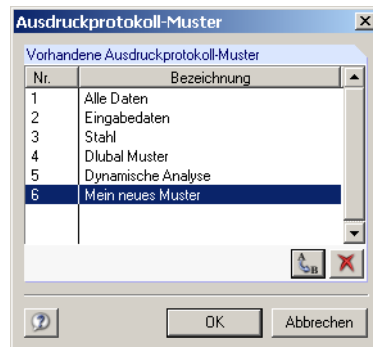 Ausdruckprotokoll-Muster
Vorhandene Ausdruckprotokoll-Muster
Nr. Bezeichnung
1 Alle Daten
2 Eingabedaten
3 Stahl
4 Dlubal Muster
5 Dynamische Analyse
6 Mein neues Muster
A B
OK Abbrechen